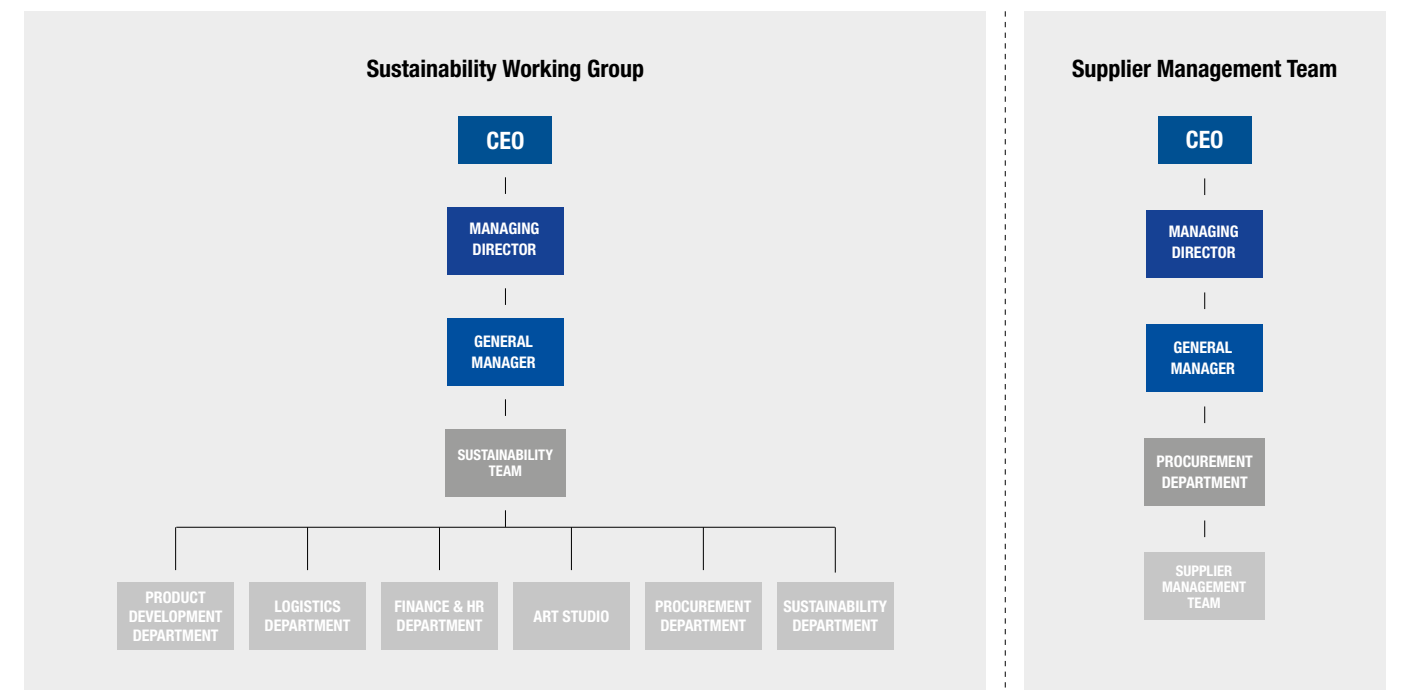 Sustainability Working Group
CEO
MANAGING
DIRECTOR
GENERAL
MANAGER
SUSTAINABILITY
TEAM
PRODUCT
DEVELOPMENT
DEPARTMENT
LOGISTICS
DEPARTMENT
FINANCE & HR
DEPARTMENT
ART STUDIO
PROCUREMENT
DEPARTMENT
SUSTAINABILITY
DEPARTMENT
Supplier Management Team
CEO
MANAGING
DIRECTOR
GENERAL
MANAGER
PROCUREMENT
DEPARTMENT
SUPPLIER
MANAGEMENT
TEAM